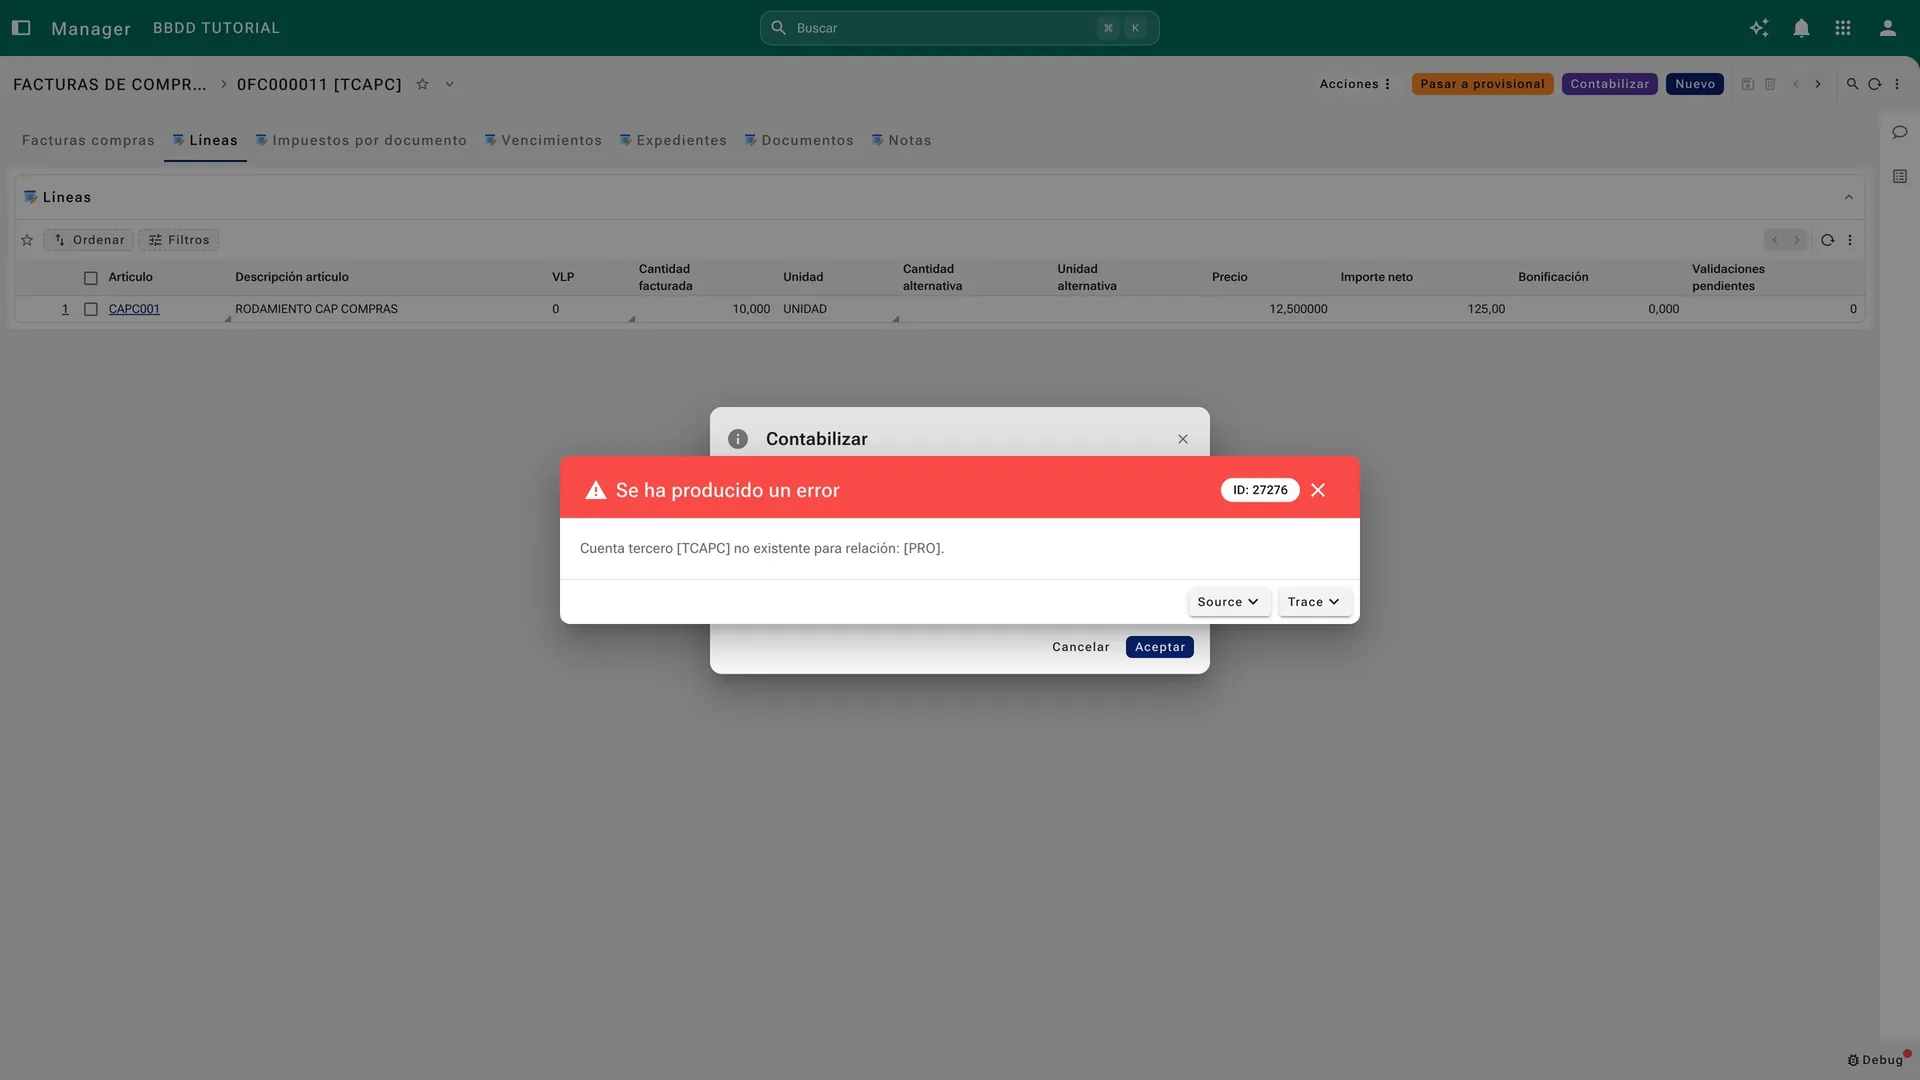 Manager
BBDD TUTORIAL
Buscar
⌘ K
FACTURAS DE COMPR... > 0FC000011 [TCAPC]
Acciones
Pasar a provisional
Contabilizar
Nuevo
Facturas compras
Líneas
Impuestos por documento
Vencimientos
Expedientes
Documentos
Notas
Líneas
Ordenar
Filtros
Artículo
Descripción artículo
VLP
Cantidad facturada
Unidad
Cantidad alternativa
Unidad alternativa
Precio
Importe neto
Bonificación
Validaciones pendientes
1 CAPC001 RODAMIENTO CAP COMPRAS 0 10,000 UNIDAD 12,500000 125,00 0,000 0
Contabilizar
Se ha producido un error
ID: 27276
Cuenta tercero [TCAPC] no existente para relación: [PRO].
Source
Trace
Cancelar
Aceptar
Debug